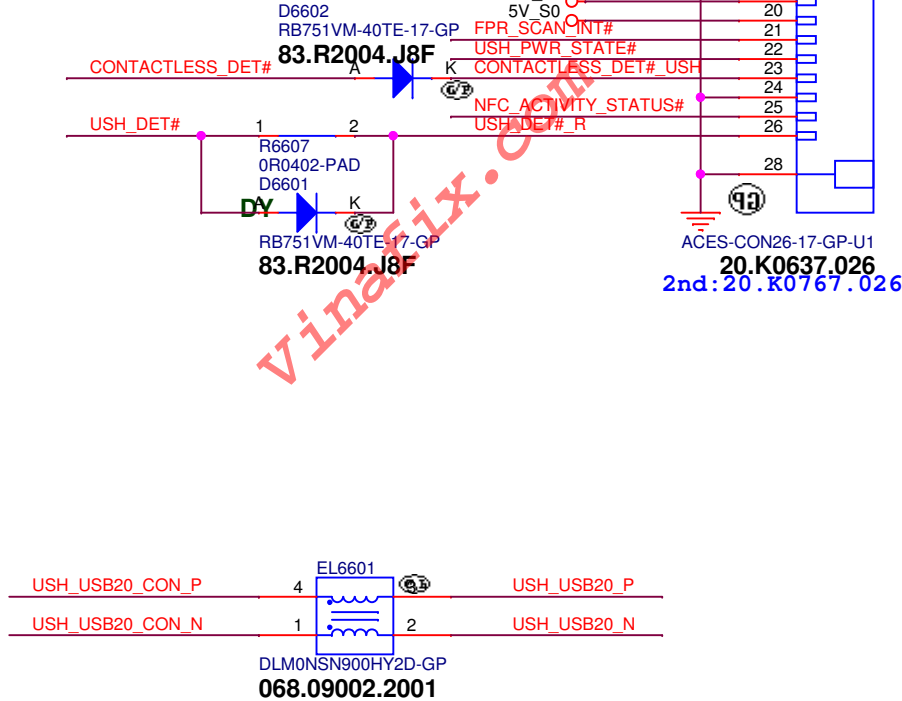 D6602
RB751VM-40TE-17-GP
83.R2004.J8F
5V_S0
20
FPR_SCAN_INT#
21
USH_PWR_STATE#
22
CONTACTLESS_DET#
A
K
CONTACTLESS_DET#_USH
23
G/P
24
NFC_ACTIVITY_STATUS#
25
USH_DET#
1
2
USH_DET#_R
26
R6607
0R0402-PAD
D6601
28
DY
A
K
G/P
GP
RB751VM-40TE-17-GP
83.R2004.J8F
ACES-CON26-17-GP-U1
20.K0637.026
2nd:20.K0767.026
vinafix.com
EL6601
USH_USB20_CON_P
4
USH_USB20_P
USH_USB20_CON_N
1
2
USH_USB20_N
DLM0NSN900HY2D-GP
068.09002.2001